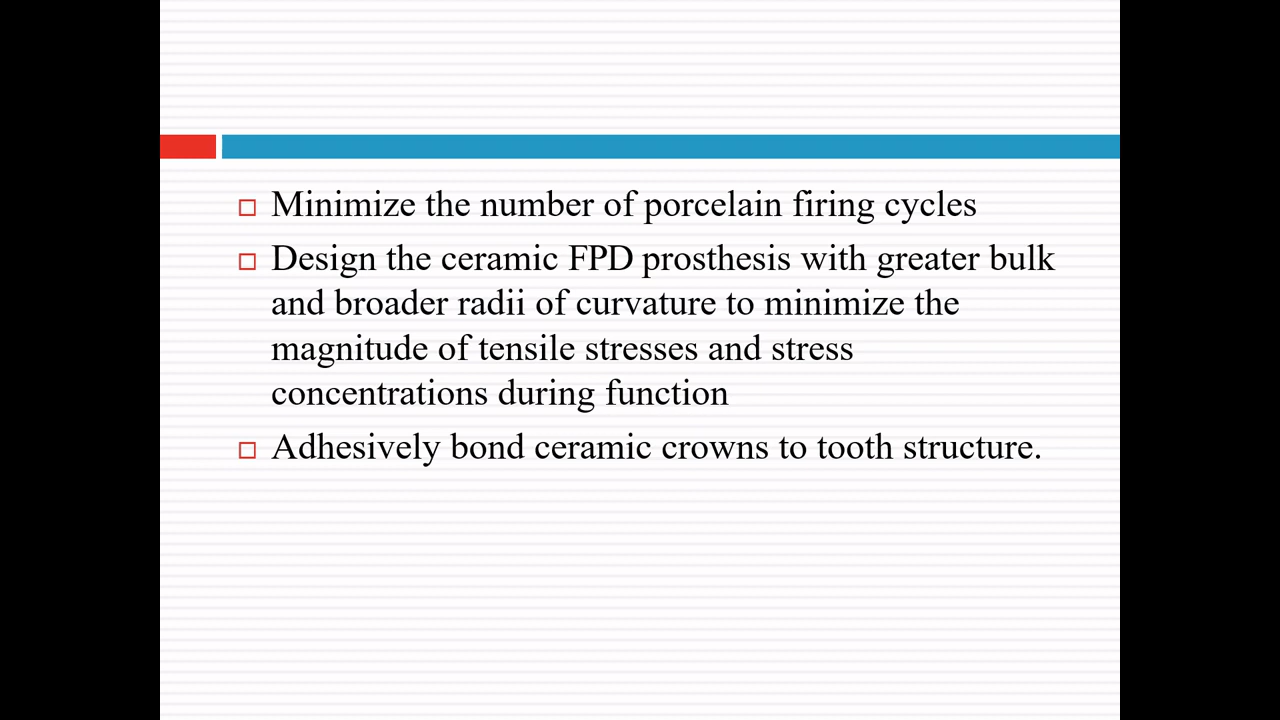 Minimize the number of porcelain firing cycles
Design the ceramic FPD prosthesis with greater bulk
and broader radii of curvature to minimize the
magnitude of tensile stresses and stress
concentrations during function
Adhesively bond ceramic crowns to tooth structure.